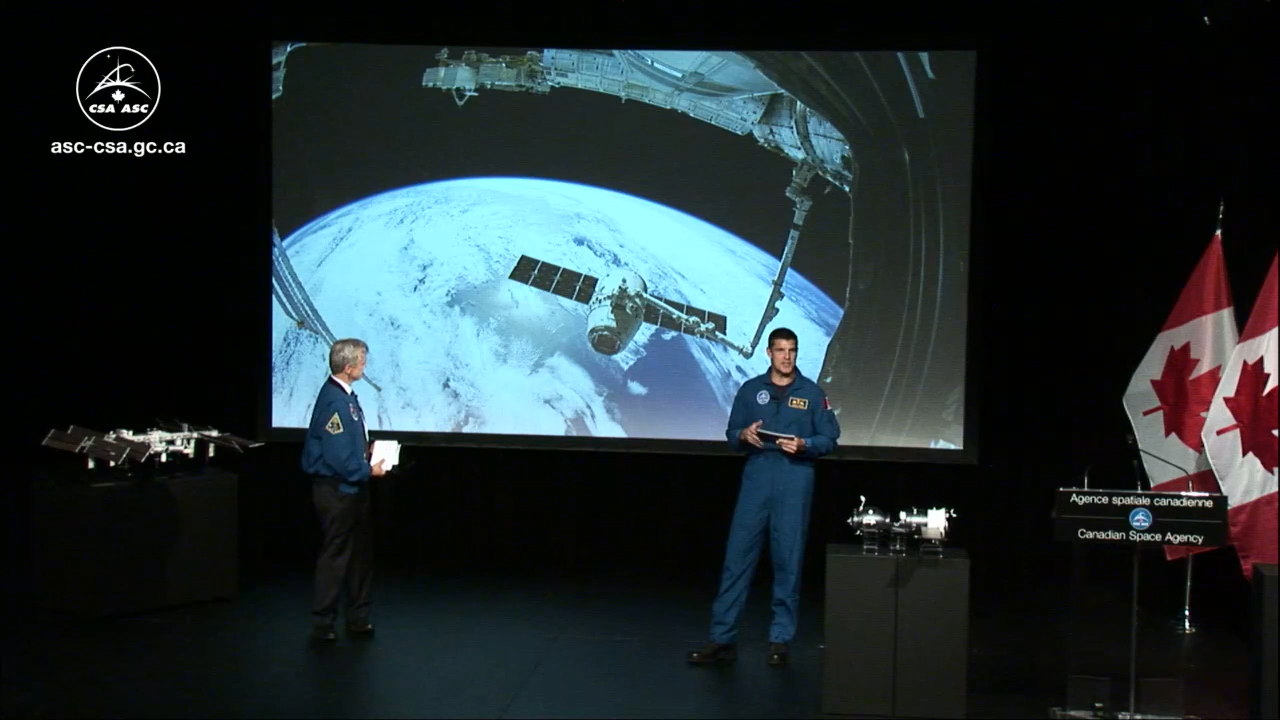 CSA ASC
asc-csa.gc.ca
Agence spatiale canadienne
Canadian Space Agency